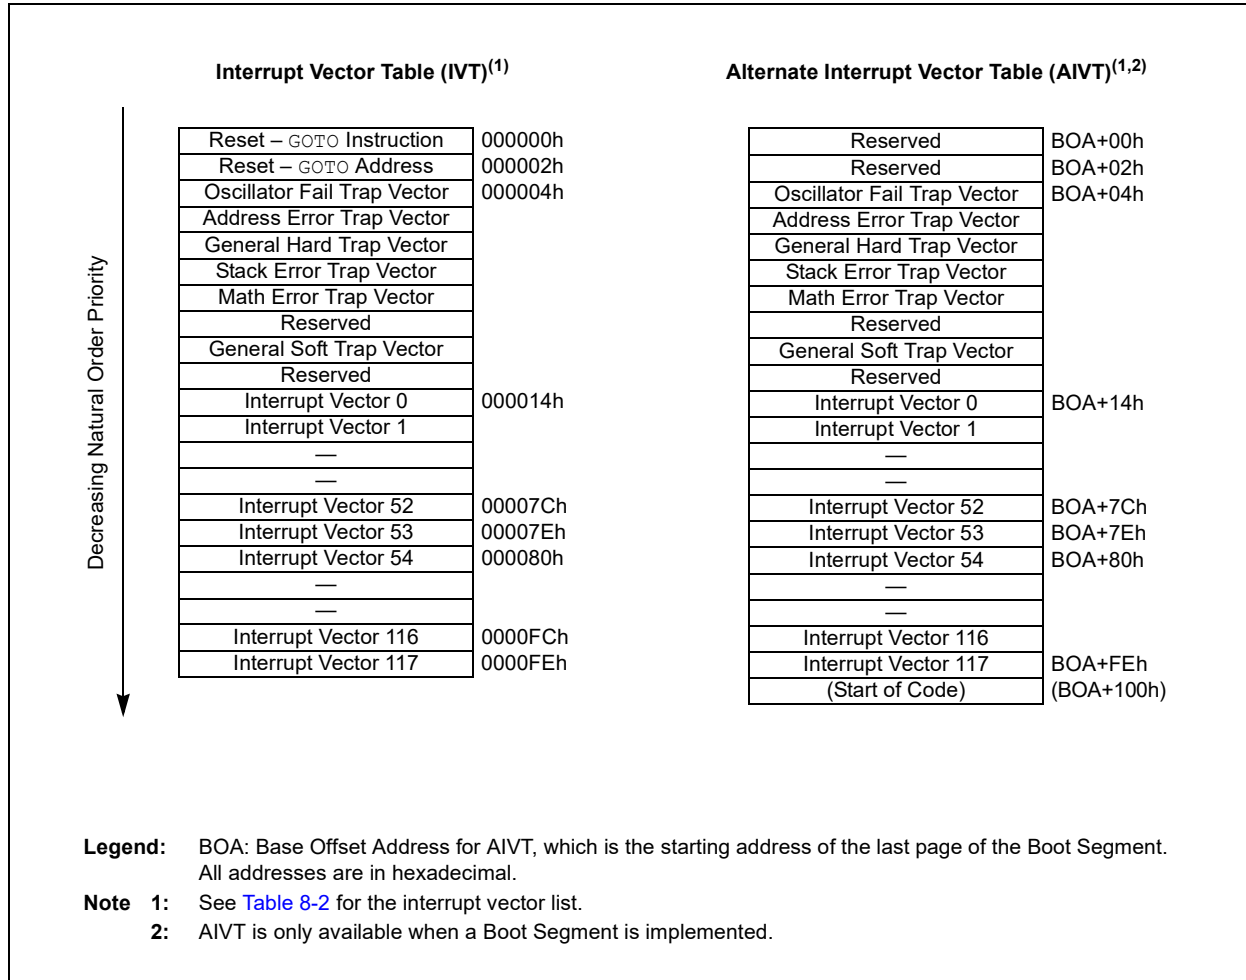 Interrupt Vector Table (IVT)(1)
Decreasing Natural Order Priority
Reset – GOTO Instruction 000000h
Reset – GOTO Address 000002h
Oscillator Fail Trap Vector 000004h
Address Error Trap Vector
General Hard Trap Vector
Stack Error Trap Vector
Math Error Trap Vector
Reserved
General Soft Trap Vector
Reserved
Interrupt Vector 0 000014h
Interrupt Vector 1
—
—
Interrupt Vector 52 00007Ch
Interrupt Vector 53 00007Eh
Interrupt Vector 54 000080h
—
—
Interrupt Vector 116 0000FCh
Interrupt Vector 117 0000FEh
Alternate Interrupt Vector Table (AIVT)(1,2)
Reserved BOA+00h
Reserved BOA+02h
Oscillator Fail Trap Vector BOA+04h
Address Error Trap Vector
General Hard Trap Vector
Stack Error Trap Vector
Math Error Trap Vector
Reserved
General Soft Trap Vector
Reserved
Interrupt Vector 0 BOA+14h
Interrupt Vector 1
—
—
Interrupt Vector 52 BOA+7Ch
Interrupt Vector 53 BOA+7Eh
Interrupt Vector 54 BOA+80h
—
—
Interrupt Vector 116
Interrupt Vector 117 BOA+FEh
(Start of Code) (BOA+100h)
Legend: BOA: Base Offset Address for AIVT, which is the starting address of the last page of the Boot Segment.
All addresses are in hexadecimal.
Note 1: See Table 8-2 for the interrupt vector list.
2: AIVT is only available when a Boot Segment is implemented.